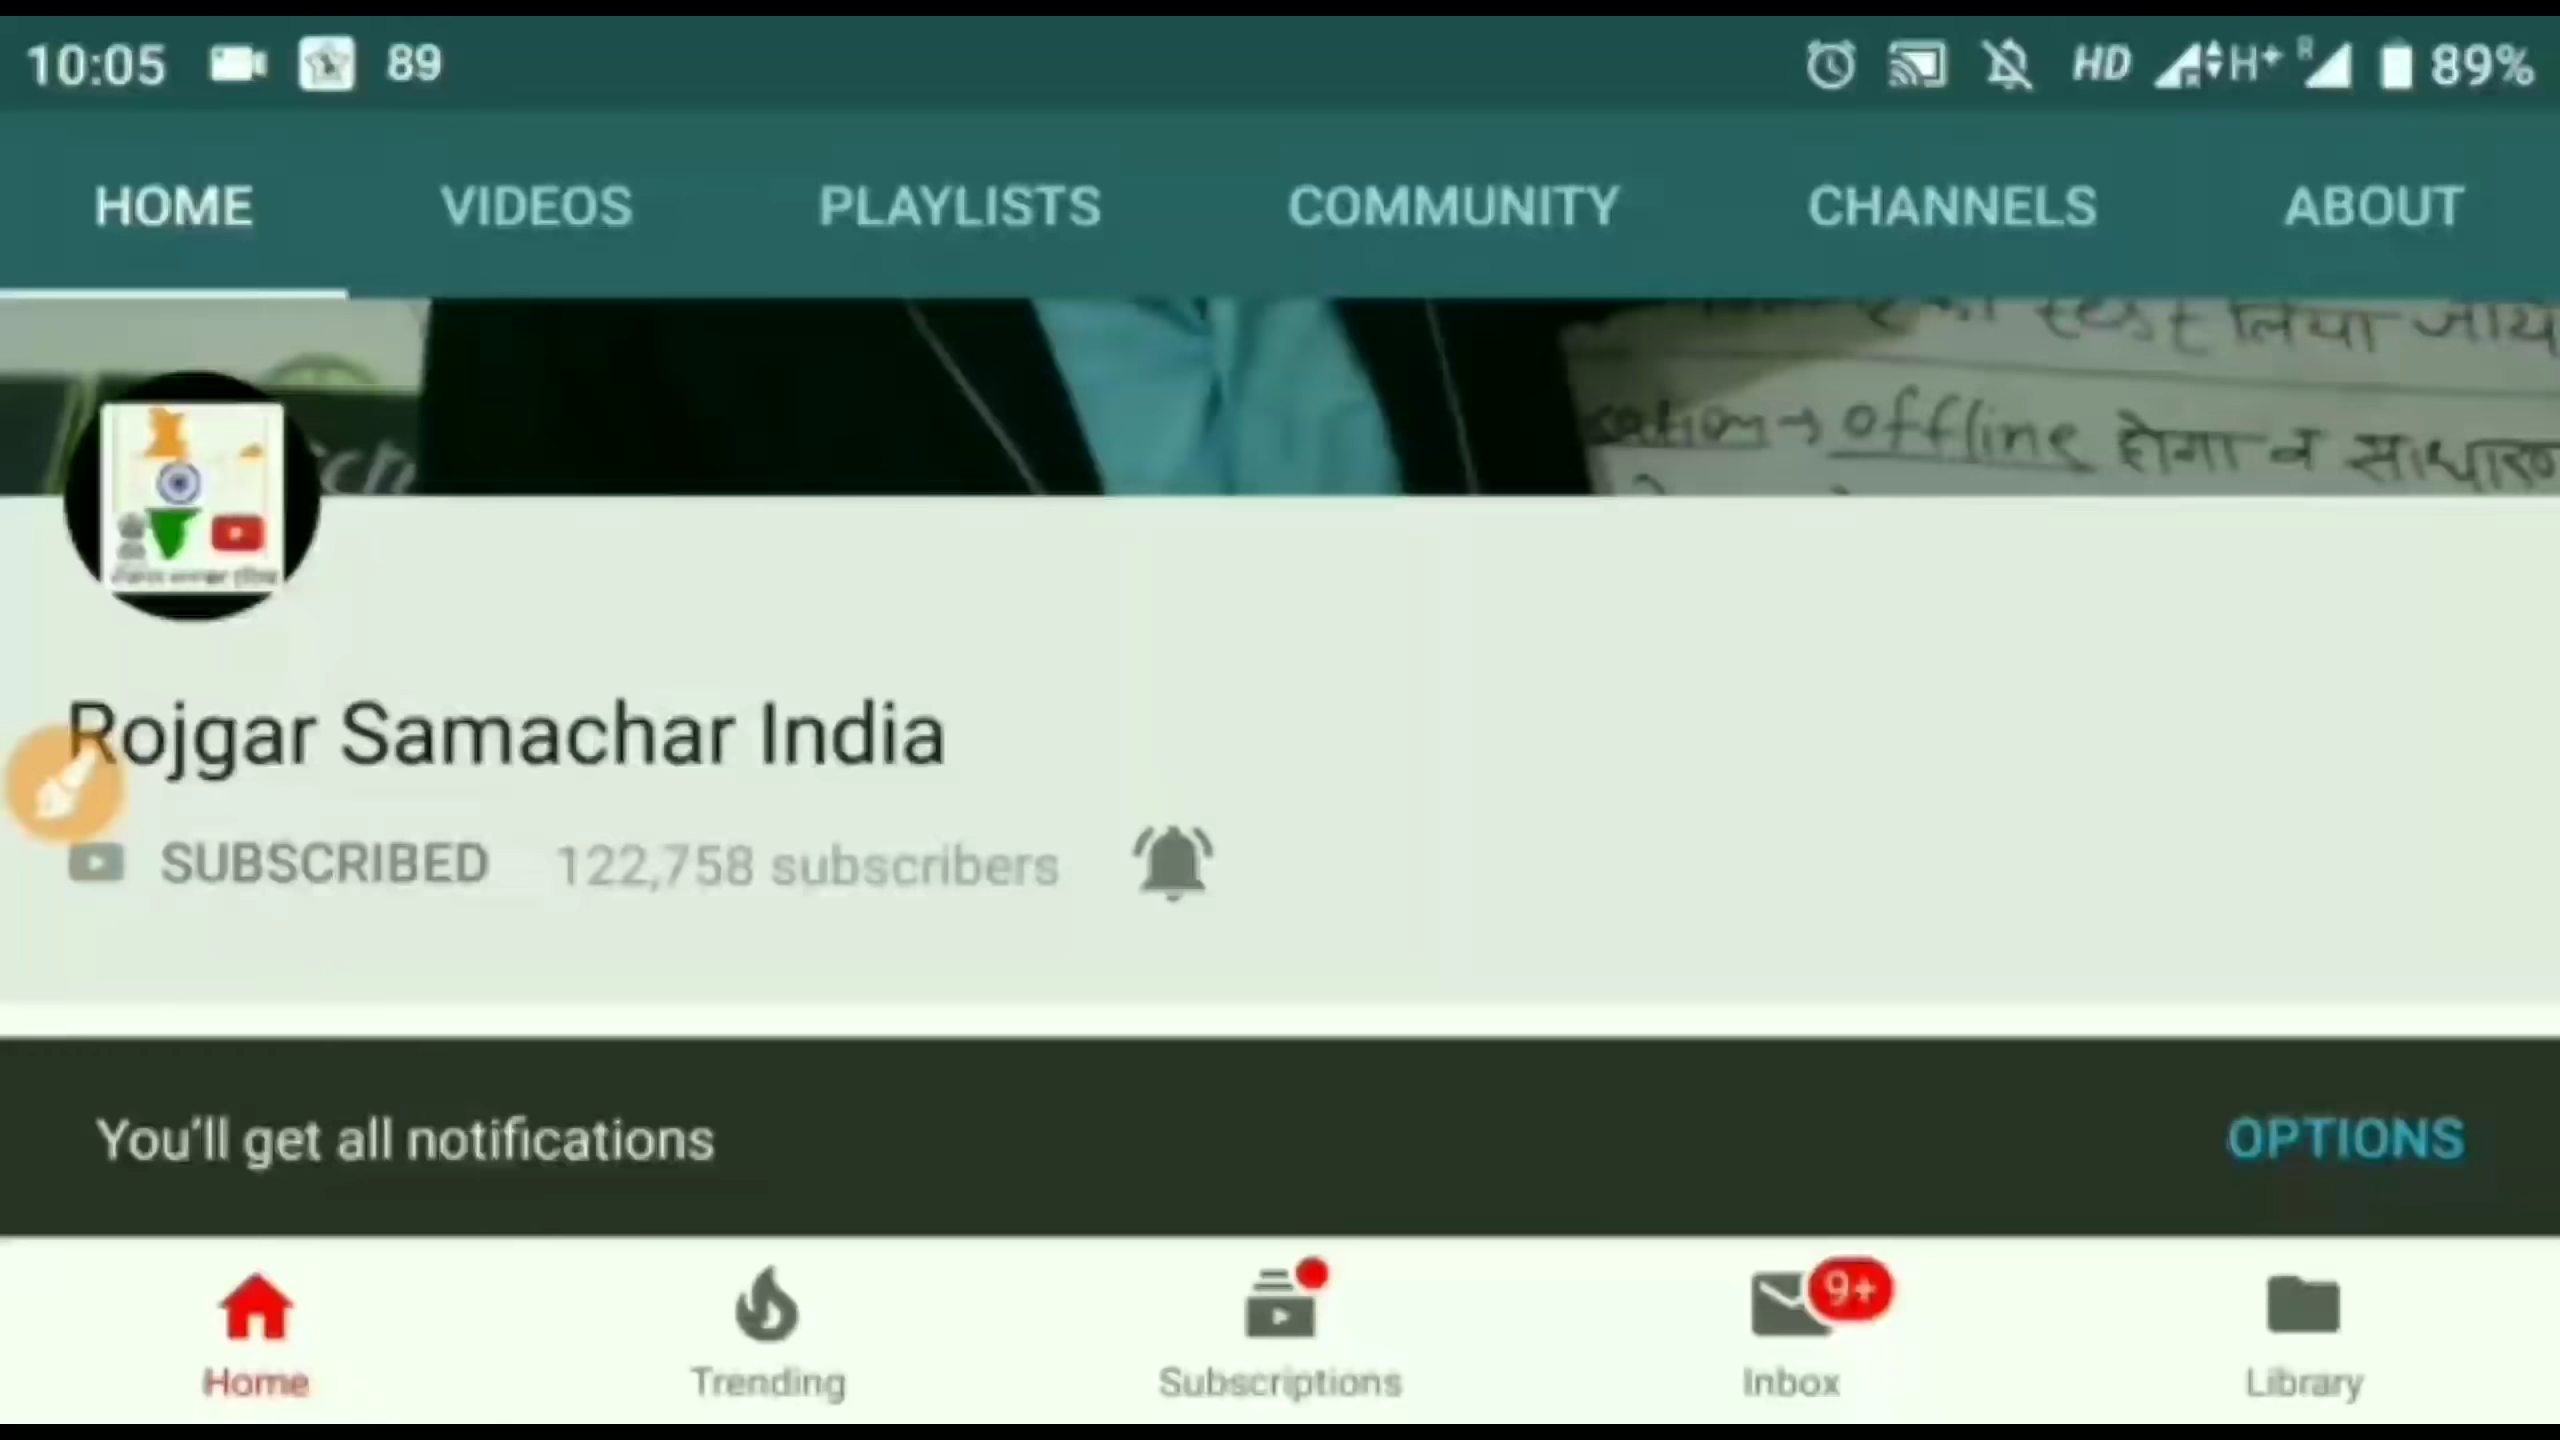 10:05 89 HD H+ R 89%
HOME VIDEOS PLAYLISTS COMMUNITY CHANNELS ABOUT
लिया जाये
offline होगा व साधारण
Rojgar Samachar India
SUBSCRIBED 122,758 subscribers
You'll get all notifications OPTIONS
9+
Home Trending Subscriptions Inbox Library